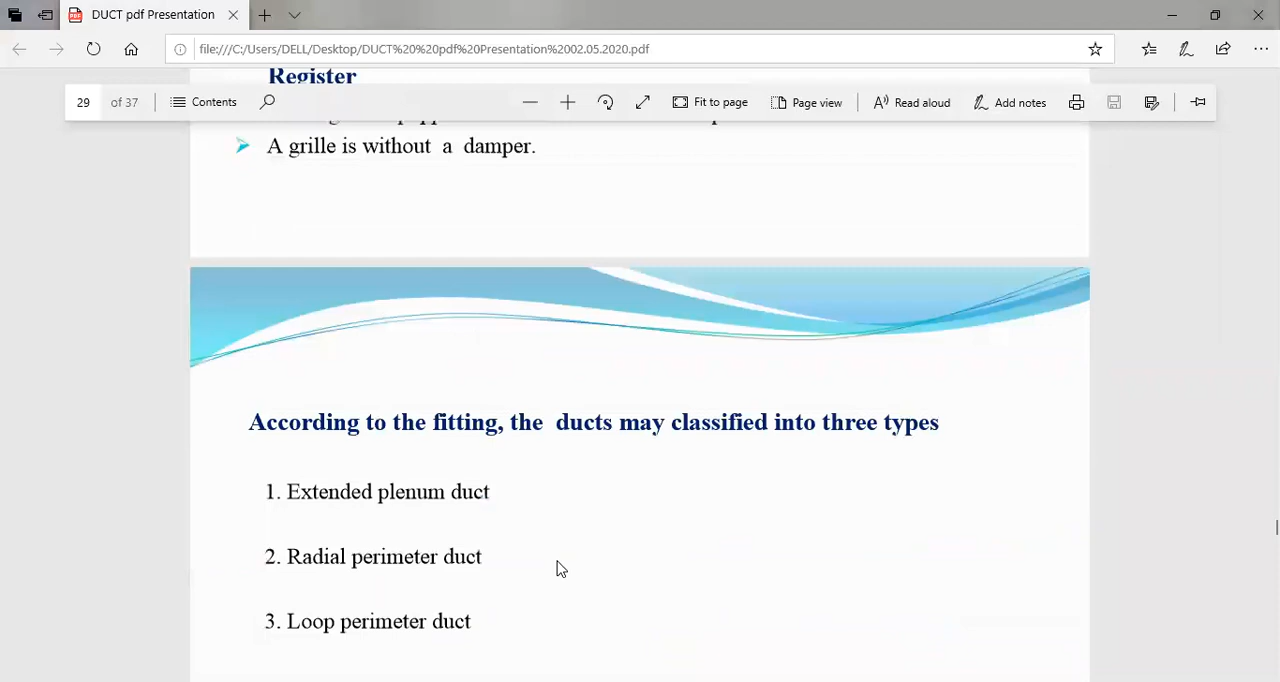 DUCT pdf Presentation
file:///C:/Users/DELL/Desktop/DUCT%20%20pdf%20Presentation%2002.05.2020.pdf
Register
29 of 37 Contents Fit to page Page view Read aloud Add notes
A grille is without a damper.
According to the fitting, the ducts may classified into three types
1. Extended plenum duct
2. Radial perimeter duct
3. Loop perimeter duct